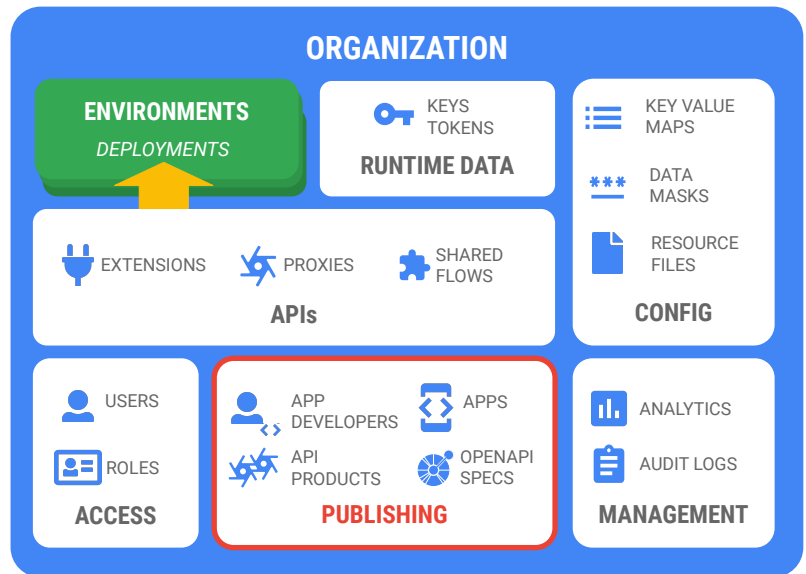 ORGANIZATION
ENVIRONMENTS
DEPLOYMENTS
KEYS
TOKENS
RUNTIME DATA
KEY VALUE
MAPS
***
DATA
MASKS
RESOURCE
FILES
CONFIG
EXTENSIONS
PROXIES
SHARED
FLOWS
APIs
USERS
ROLES
ACCESS
APP
DEVELOPERS
APPS
API
PRODUCTS
OPENAPI
SPECS
PUBLISHING
ANALYTICS
AUDIT LOGS
MANAGEMENT